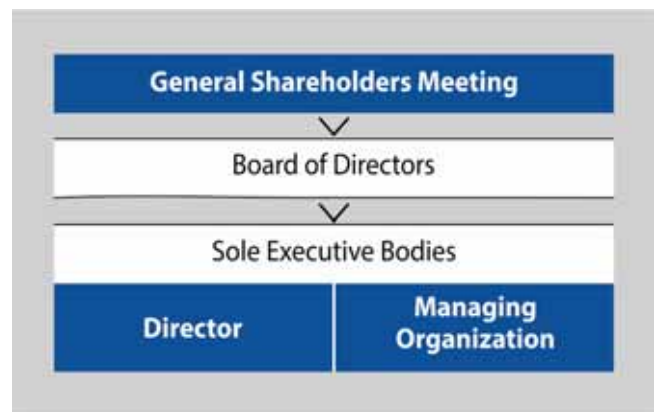 General Shareholders Meeting
Board of Directors
Sole Executive Bodies
Director
Managing
Organization